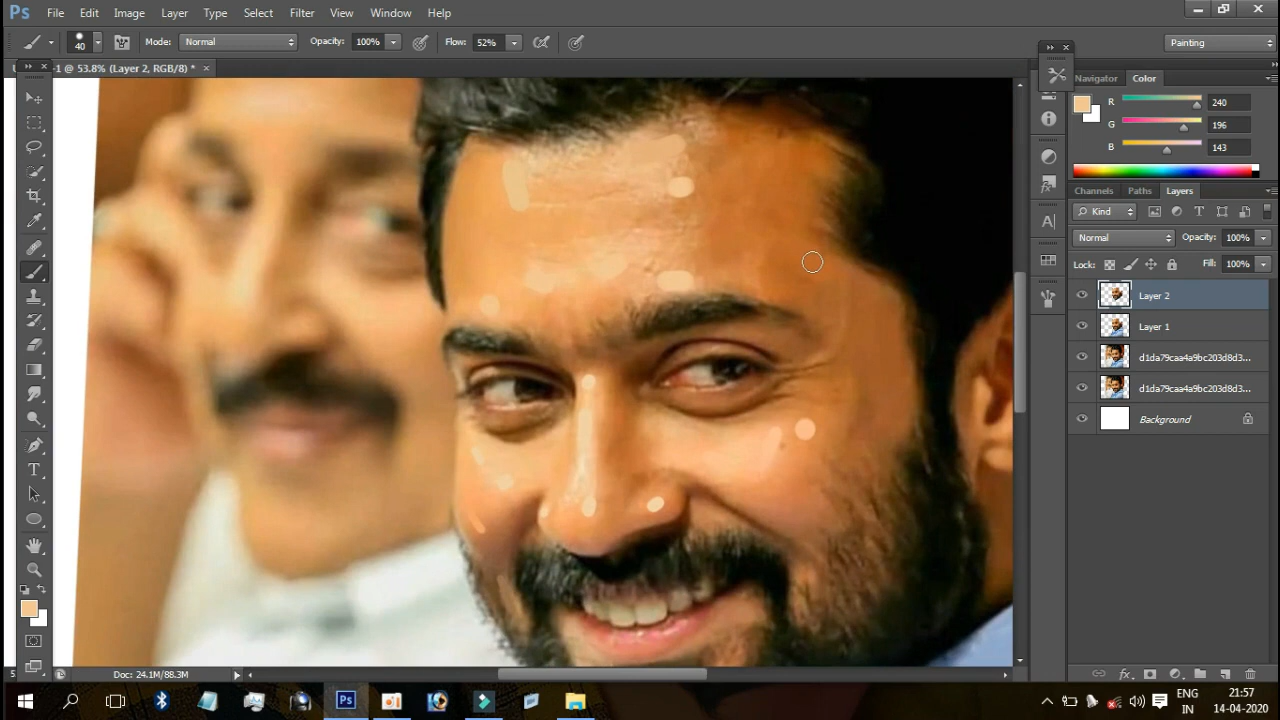 Ps File Edit Image Layer Type Select Filter View Window Help
40 Mode: Normal Opacity: 100% Flow: 52% Painting
-1 @ 53.8% (Layer 2, RGB/8) * ×
Navigator Color
R 240
G 196
B 143
Channels Paths Layers
Kind
Normal Opacity: 100%
Lock: Fill: 100%
Layer 2
Layer 1
d1da79caa4a9bc203d8d3...
d1da79caa4a9bc203d8d3...
Background
Doc: 24.1M/88.3M
Ps
ENG
IN
21:57
14-04-2020